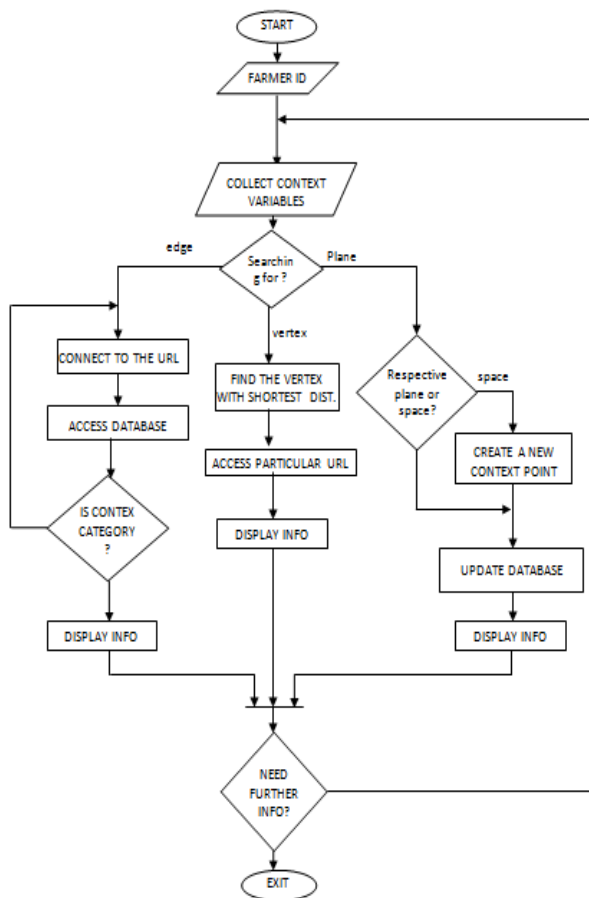 START
FARMER ID
COLLECT CONTEXT
VARIABLES
edge
Searchin
g for ?
Plane
vertex
CONNECT TO THE URL
FIND THE VERTEX
WITH SHORTEST DIST.
Respective
plane or
space?
space
ACCESS DATABASE
ACCESS PARTICULAR URL
CREATE A NEW
CONTEXT POINT
IS CONTEX
CATEGORY
?
DISPLAY INFO
UPDATE DATABASE
DISPLAY INFO
DISPLAY INFO
NEED
FURTHER
INFO?
EXIT